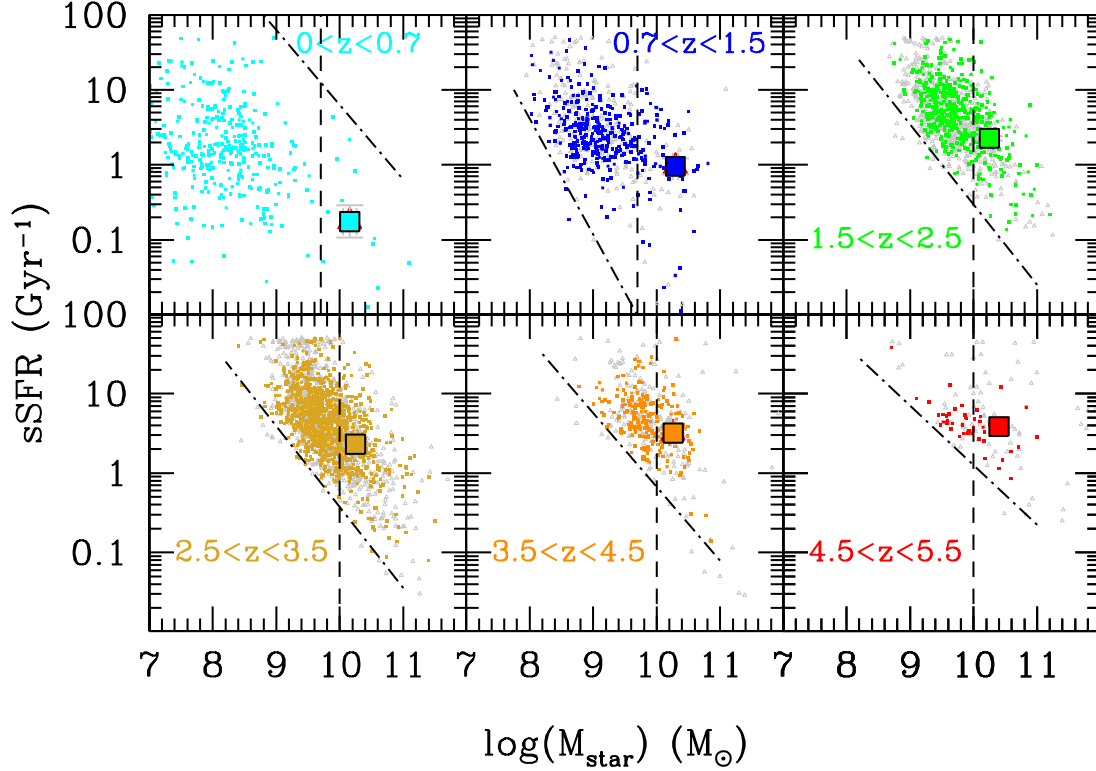 100
10
1
0.1
100
10
1
0.1
sSFR (Gyr⁻¹)
0<z<0.7
0.7<z<1.5
1.5<z<2.5
2.5<z<3.5
3.5<z<4.5
4.5<z<5.5
7 8 9 10 11 7 8 9 10 11 7 8 9 10 11
log(M_star) (M_⊙)